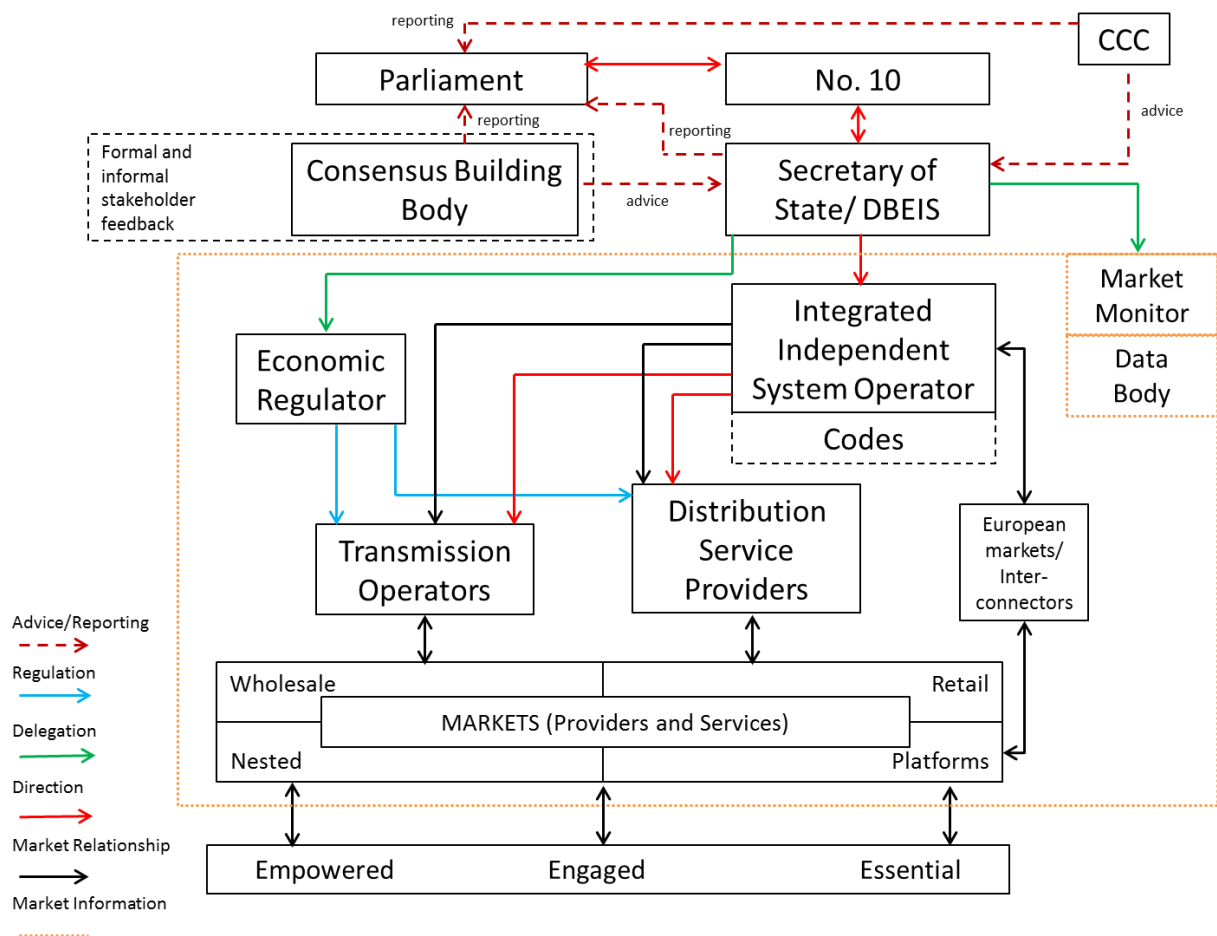 reporting
CCC
Parliament
No. 10
reporting
reporting
advice
Formal and
informal
stakeholder
feedback
Consensus Building
Body
advice
Secretary of
State/ DBEIS
Market
Monitor
Data
Body
Economic
Regulator
Integrated
Independent
System Operator
Codes
Transmission
Operators
Distribution
Service
Providers
European
markets/
Inter-
connectors
Wholesale
Retail
MARKETS (Providers and Services)
Nested
Platforms
Empowered
Engaged
Essential
Advice/Reporting
Regulation
Delegation
Direction
Market Relationship
Market Information